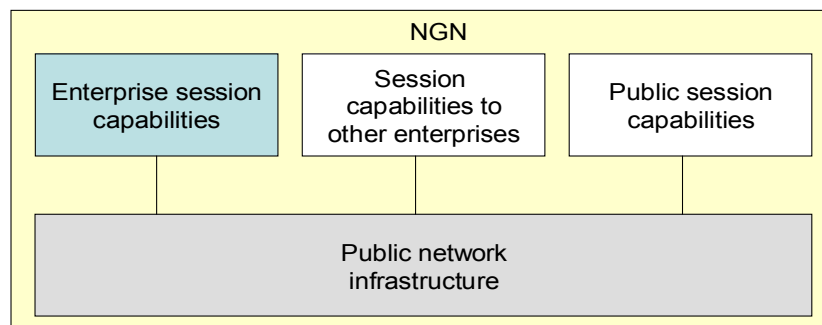 NGN
Enterprise session
capabilities
Session
capabilities to
other enterprises
Public session
capabilities
Public network
infrastructure